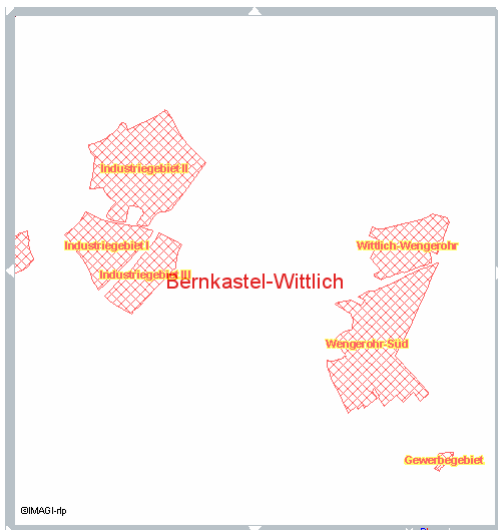 Industriegebiet II
Industriegebiet I
Wittlich-Wengerohr
Industriegebiet III
Bernkastel-Wittlich
Wengerohr-Süd
Gewerbegebiet
©IMAGI-rlp